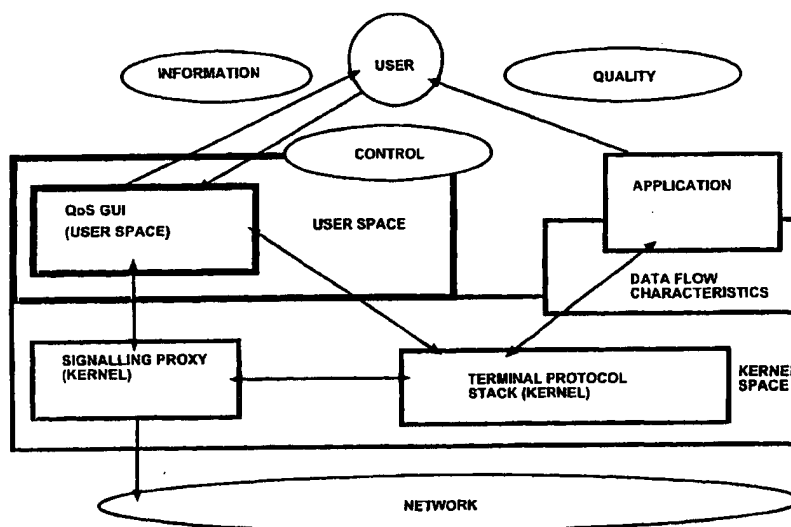 INFORMATION
USER
QUALITY
CONTROL
QoS GUI
(USER SPACE)
USER SPACE
APPLICATION
DATA FLOW
CHARACTERISTICS
SIGNALLING PROXY
(KERNEL)
TERMINAL PROTOCOL
STACK (KERNEL)
KERNE
SPACE
NETWORK